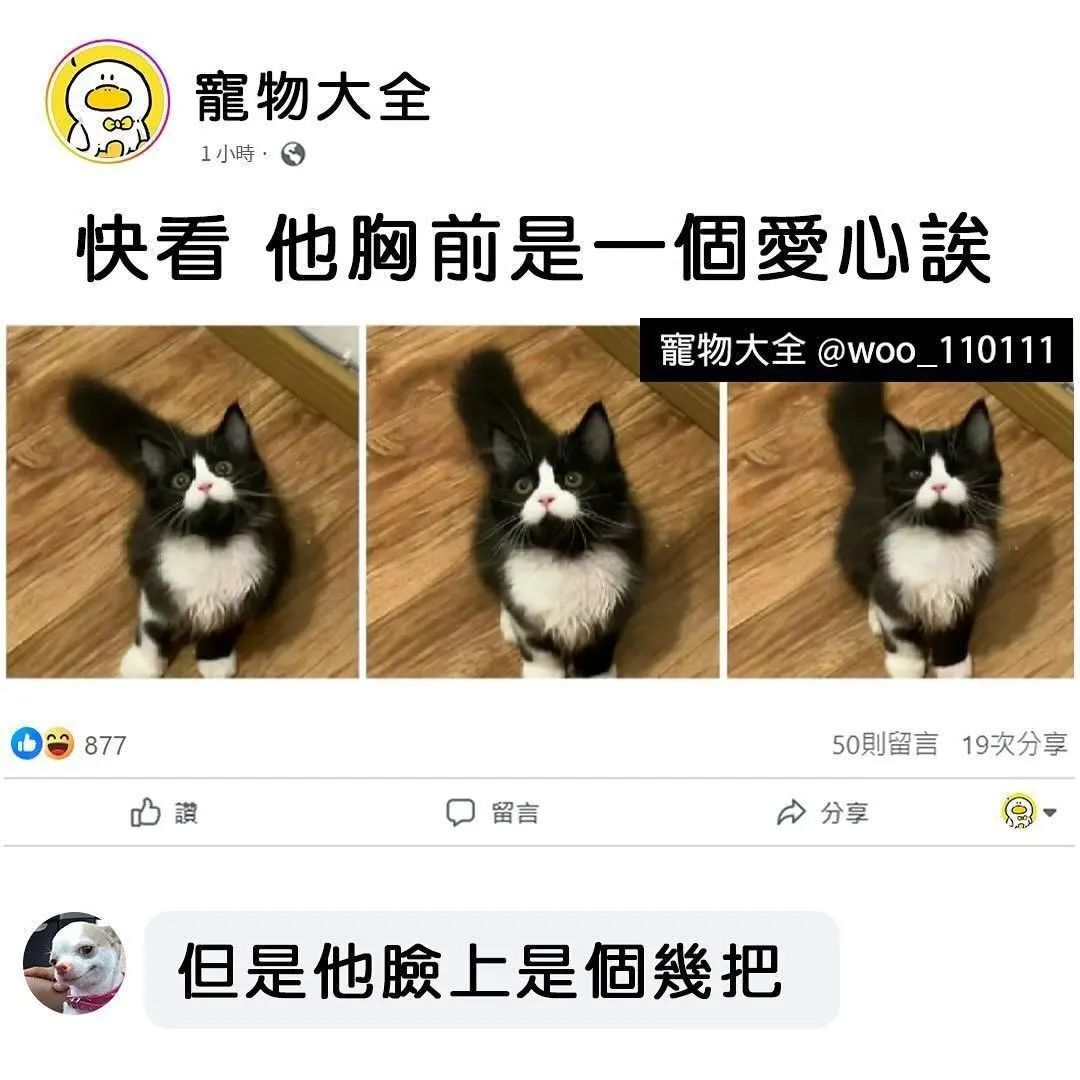 寵物大全
1小時·
快看 他胸前是一個愛心誒
寵物大全 @woo_110111
877
50則留言 19次分享
讚 留言 分享
但是他臉上是個幾把